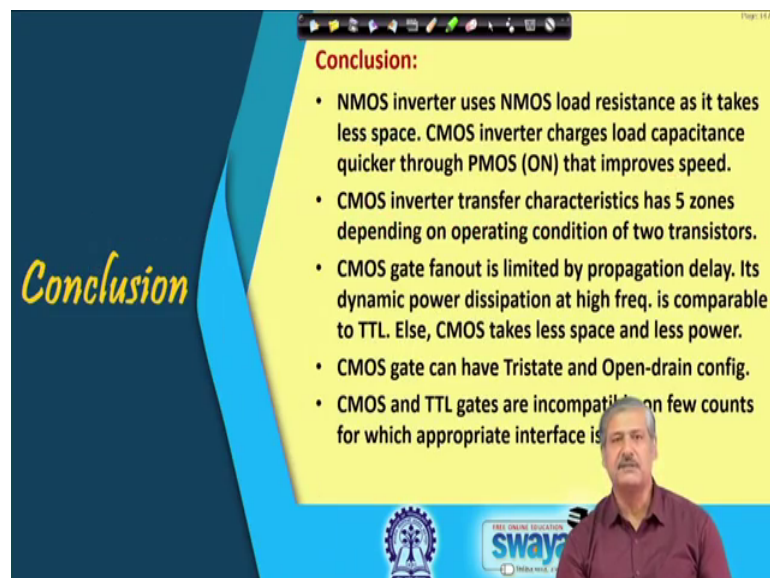 Page: 18/
Conclusion:
• NMOS inverter uses NMOS load resistance as it takes
less space. CMOS inverter charges load capacitance
quicker through PMOS (ON) that improves speed.
• CMOS inverter transfer characteristics has 5 zones
depending on operating condition of two transistors.
• CMOS gate fanout is limited by propagation delay. Its
dynamic power dissipation at high freq. is comparable
to TTL. Else, CMOS takes less space and less power.
• CMOS gate can have Tristate and Open-drain config.
• CMOS and TTL gates are incompatible on few counts
for which appropriate interface is
Conclusion
FREE ONLINE EDUCATION
swaya